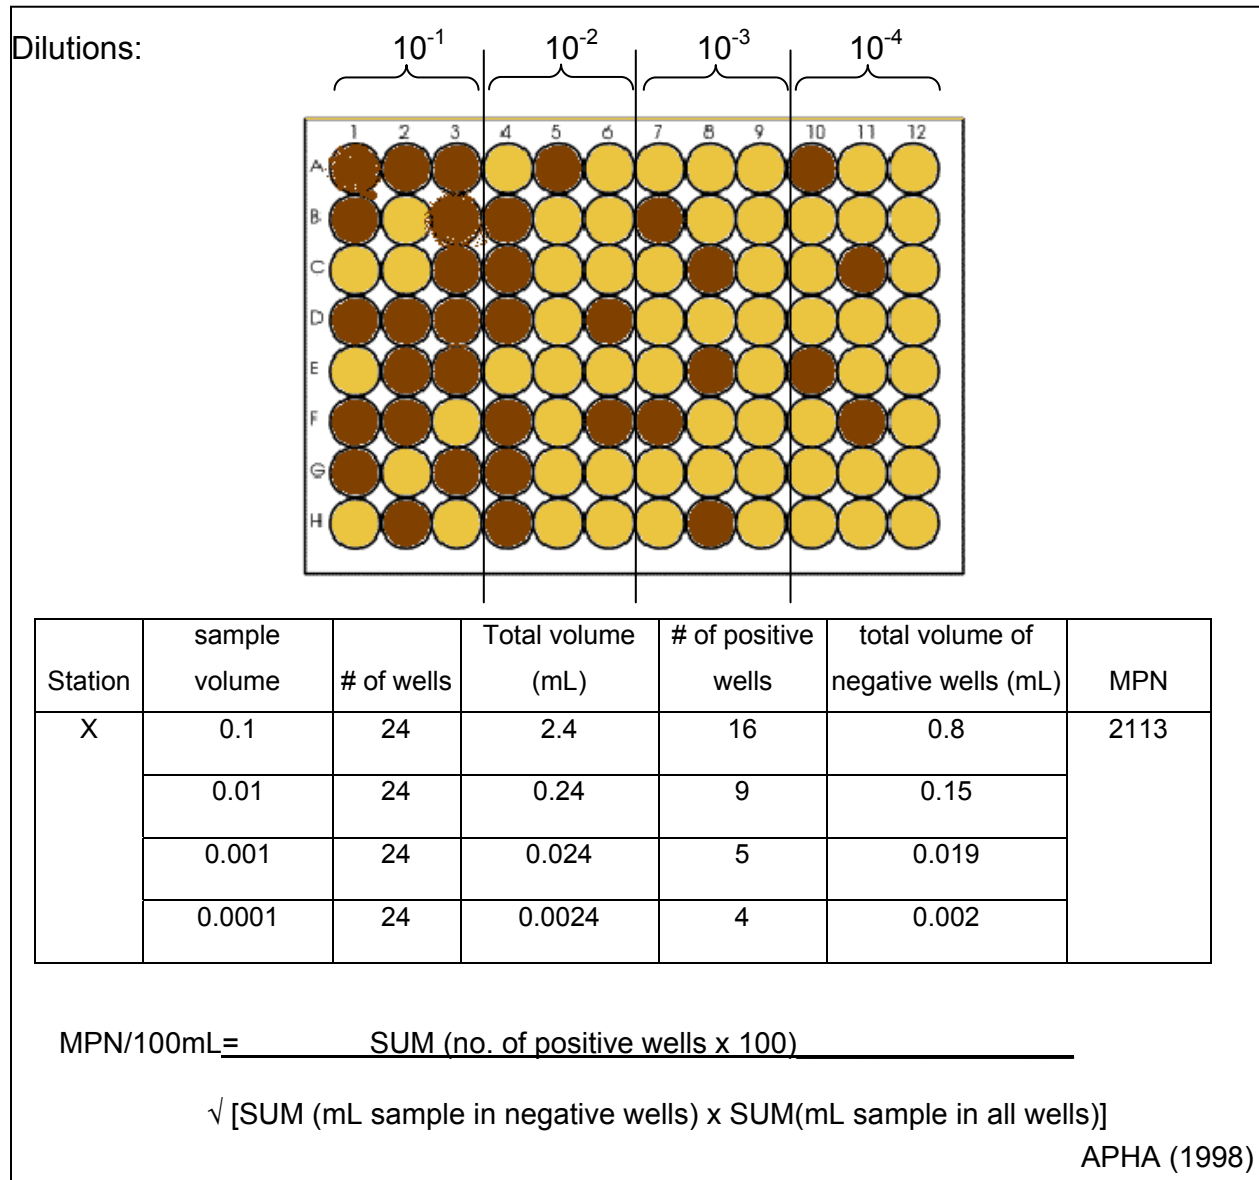 Dilutions: 10-1 10-2 10-3 10-4
1 2 3 4 5 6 7 8 9 10 11 12
A
B
C
D
E
F
G
H
Station sample volume # of wells Total volume (mL) # of positive wells total volume of negative wells (mL) MPN
X 0.1 24 2.4 16 0.8 2113
0.01 24 0.24 9 0.15
0.001 24 0.024 5 0.019
0.0001 24 0.0024 4 0.002
MPN/100mL= SUM (no. of positive wells x 100)
√ [SUM (mL sample in negative wells) x SUM(mL sample in all wells)]
APHA (1998)